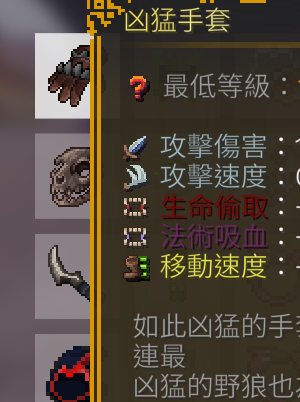 凶猛手套
最低等級：
攻擊傷害：
攻擊速度：
生命偷取：
法術吸血：
移動速度：
如此凶猛的手
連最
凶猛的野狼也